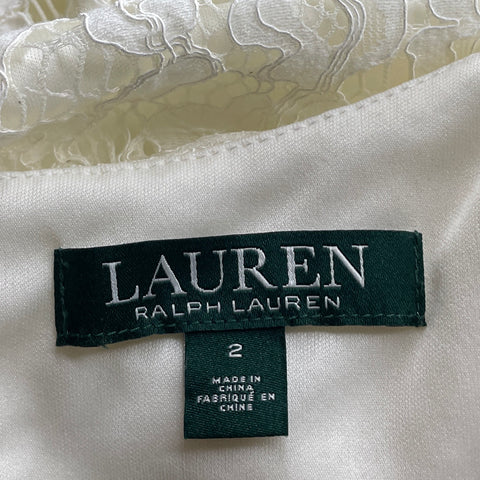 LAUREN
RALPH LAUREN
2
MADE IN
CHINA
FABRIQUÉ EN
CHINE